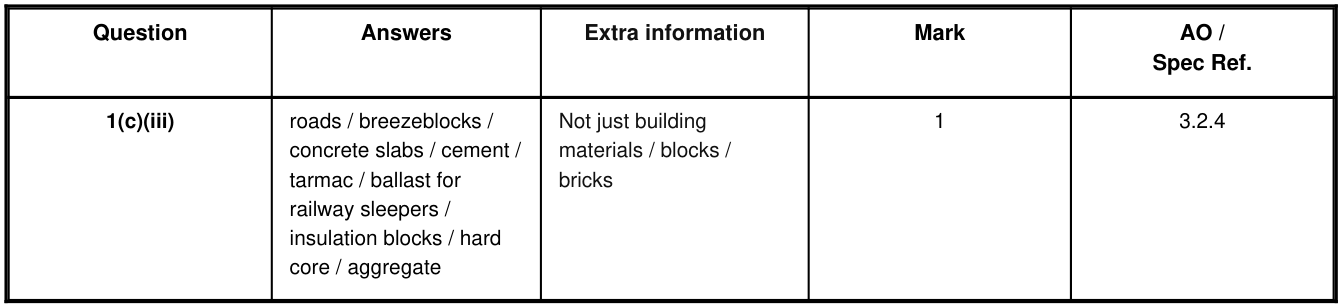 Question Answers Extra information Mark AO /
Spec Ref.
1(c)(iii) roads / breezeblocks / Not just building 1 3.2.4
concrete slabs / cement / materials / blocks /
tarmac / ballast for bricks
railway sleepers /
insulation blocks / hard
core / aggregate